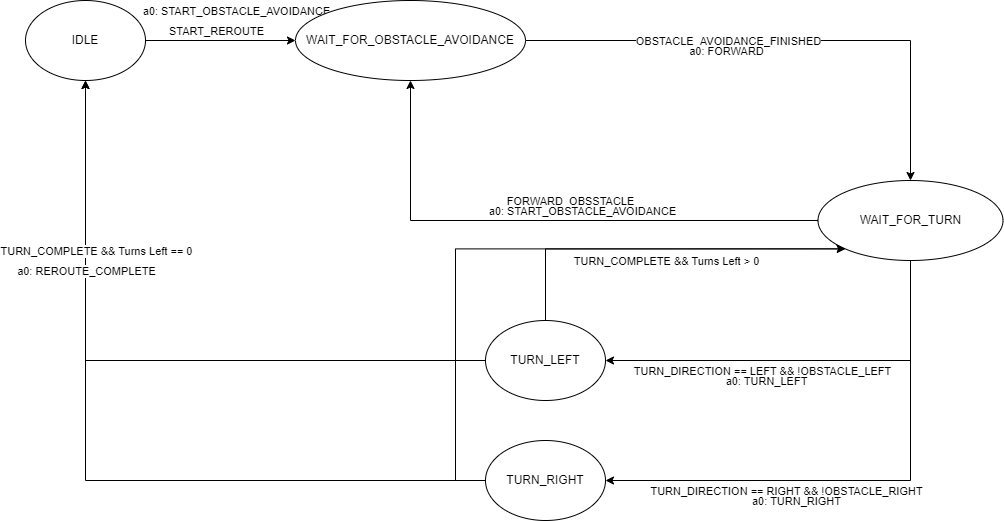 a0: START_OBSTACLE_AVOIDANCE
START_REROUTE
IDLE
WAIT_FOR_OBSTACLE_AVOIDANCE
OBSTACLE_AVOIDANCE_FINISHED
a0: FORWARD
FORWARD_OBSSTACLE
a0: START_OBSTACLE_AVOIDANCE
WAIT_FOR_TURN
TURN_COMPLETE && Turns Left == 0
a0: REROUTE_COMPLETE
TURN_COMPLETE && Turns Left > 0
TURN_LEFT
TURN_DIRECTION == LEFT && !OBSTACLE_LEFT
a0: TURN_LEFT
TURN_RIGHT
TURN_DIRECTION == RIGHT && !OBSTACLE_RIGHT
a0: TURN_RIGHT